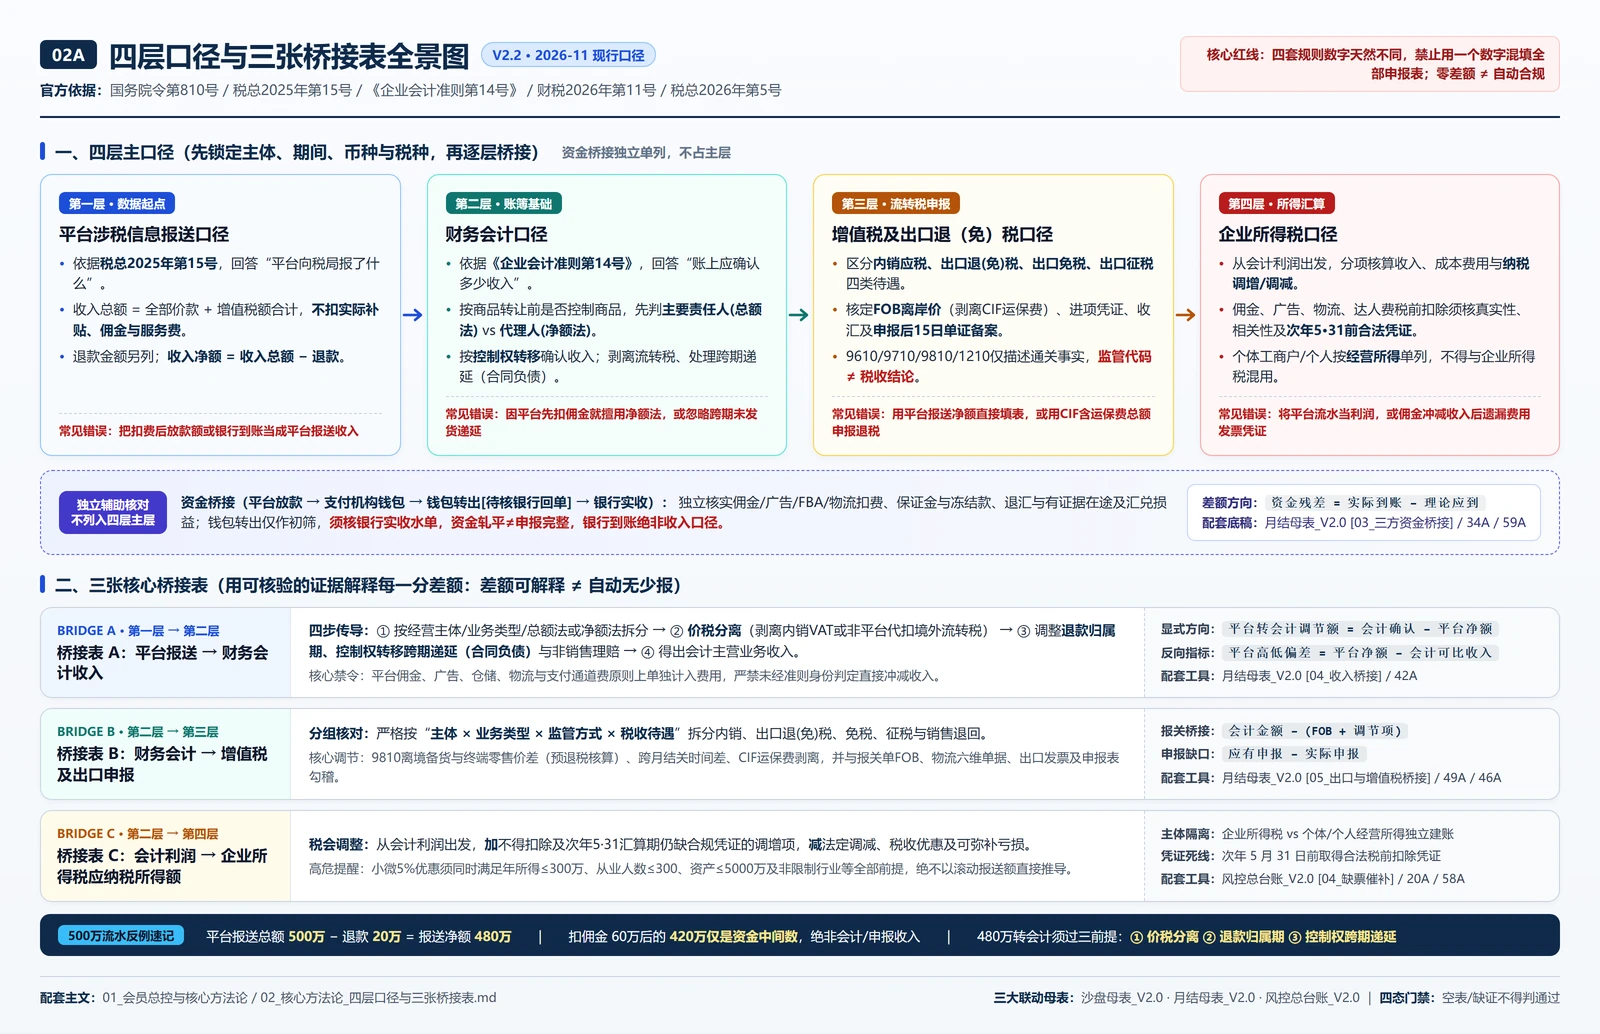 02A 四层口径与三张桥接表全景图 V2.2 • 2026-11 现行口径
官方依据：国务院令第810号 / 税总2025年第15号 / 《企业会计准则第14号》 / 财税2026年第11号 / 税总2026年第5号
核心红线：四套规则数字天然不同，禁止用一个数字混填全
部申报表；零差额 ≠ 自动合规
一、四层主口径（先锁定主体、期间、币种与税种，再逐层桥接） 资金桥接独立单列，不占主层
第一层 • 数据起点
平台涉税信息报送口径
• 依据税总2025年第15号，回答“平台向税局报了什
么”。
• 收入总额 = 全部价款 + 增值税额合计，不扣实际补
贴、佣金与服务费。
• 退款金额另列；收入净额 = 收入总额 − 退款。
常见错误：把扣费后放款额或银行到账当成平台报送收入
→
第二层 • 账簿基础
财务会计口径
• 依据《企业会计准则第14号》，回答“账上应确认
多少收入”。
• 按商品转让前是否控制商品，先判主要责任人(总额
法) vs 代理人(净额法)。
• 按控制权转移确认收入；剥离流转税、处理跨期递
延（合同负债）。
常见错误：因平台先扣佣金就擅用净额法，或忽略跨期未发
货递延
→
第三层 • 流转税申报
增值税及出口退（免）税口径
• 区分内销应税、出口退(免)税、出口免税、出口征税
四类待遇。
• 核定FOB离岸价（剥离CIF运保费）、进项凭证、收
汇及申报后15日单证备案。
• 9610/9710/9810/1210仅描述通关事实，监管代码
≠ 税收结论。
常见错误：用平台报送净额直接填表，或用CIF含运保费总额
申报退税
→
第四层 • 所得汇算
企业所得税口径
• 从会计利润出发，分项核算收入、成本费用与纳税
调增/调减。
• 佣金、广告、物流、达人费税前扣除须核真实性、
相关性及次年5·31前合法凭证。
• 个体工商户/个人按经营所得单列，不得与企业所得
税混用。
常见错误：将平台流水当利润，或佣金冲减收入后遗漏费用
发票凭证
独立辅助核对
不列入四层主层
资金桥接（平台放款 → 支付机构钱包 → 钱包转出[待核银行回单] → 银行实收）： 独立核实佣金/广告/FBA/物流扣费、保证金与冻结款、退汇与有证据在途及汇兑损
益；钱包转出仅作初筛，须核银行实收水单，资金轧平≠申报完整，银行到账绝非收入口径。
差额方向： 资金残差 = 实际到账 − 理论应到
配套底稿： 月结母表_V2.0 [03_三方资金桥接] / 34A / 59A
二、三张核心桥接表（用可核验的证据解释每一分差额：差额可解释 ≠ 自动无少报）
BRIDGE A • 第一层 → 第二层
桥接表 A：平台报送 → 财务会
计收入
四步传导：① 按经营主体/业务类型/总额法或净额法拆分 → ② 价税分离（剥离内销VAT或非平台代扣境外流转税） → ③ 调整退款归属
期、控制权转移跨期递延（合同负债）与非销售理赔 → ④ 得出会计主营业务收入。
核心禁令：平台佣金、广告、仓储、物流与支付通道费原则上单独计入费用，严禁未经准则身份判定直接冲减收入。
显式方向： 平台转会计调节额 = 会计确认 − 平台净额
反向指标： 平会高低偏差 = 平台净额 − 会计可比收入
配套工具： 月结母表_V2.0 [04_收入桥接] / 42A
BRIDGE B • 第二层 → 第三层
桥接表 B：财务会计 → 增值税
及出口申报
分组核对：严格按“主体 × 业务类型 × 监管方式 × 税收待遇”拆分内销、出口退(免)税、免税、征税与销售退回。
核心调节：9810离境备货与终端零售价差（预退税核算）、跨月结关时间差、CIF运保费剥离，并与报关单FOB、物流六维单据、出口发票及申报表
勾稽。
报关桥接： 会计金额 − (FOB + 调节项)
申报缺口： 应有申报 − 实际申报
配套工具： 月结母表_V2.0 [05_出口与增值税桥接] / 49A / 46A
BRIDGE C • 第二层 → 第四层
桥接表 C：会计利润 → 企业所
得税应纳税所得额
税会调整：从会计利润出发，加不得扣除及次年5·31汇算期仍缺合规凭证的调增项，减法定调减、税收优惠及可弥补亏损。
高危提醒：小微5%优惠须同时满足年所得≤300万、从业人数≤300、资产≤5000万及非限制行业等全部前提，绝不以滚动报送额直接推导。
主体隔离： 企业所得税 vs 个体/个人经营所得独立建账
凭证死线： 次年 5 月 31 日前取得合法税前扣除凭证
配套工具： 风控总台账_V2.0 [04_缺票催补] / 20A / 58A
500万流水反例速记 平台报送总额 500万 − 退款 20万 = 报送净额 480万 | 扣佣金 60万后的 420万仅是资金中间数，绝非会计/申报收入 | 480万转会计须过三前提：① 价税分离 ② 退款归属期 ③ 控制权跨期递延
配套主文：01_会员总控与核心方法论 / 02_核心方法论_四层口径与三张桥接表.md
三大联动母表：沙盘母表_V2.0 · 月结母表_V2.0 · 风控总台账_V2.0 | 四态门禁：空表/缺证不得判通过